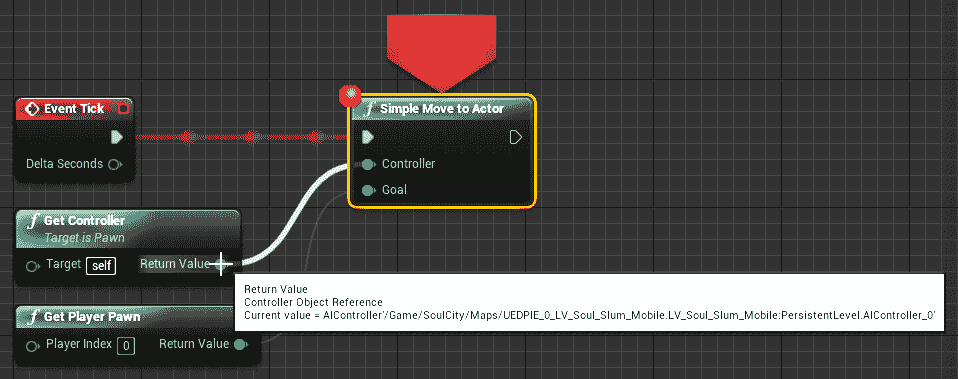 Event Tick
Delta Seconds
f Simple Move to Actor
Controller
Goal
f Get Controller
Target is Pawn
Target self Return Value
Return Value
Controller Object Reference
Current value = AIController'/Game/SoulCity/Maps/UEDPIE_0_LV_Soul_Slum_Mobile.LV_Soul_Slum_Mobile:PersistentLevel.AIController_0'
f Get Player Pawn
Player Index 0 Return Value